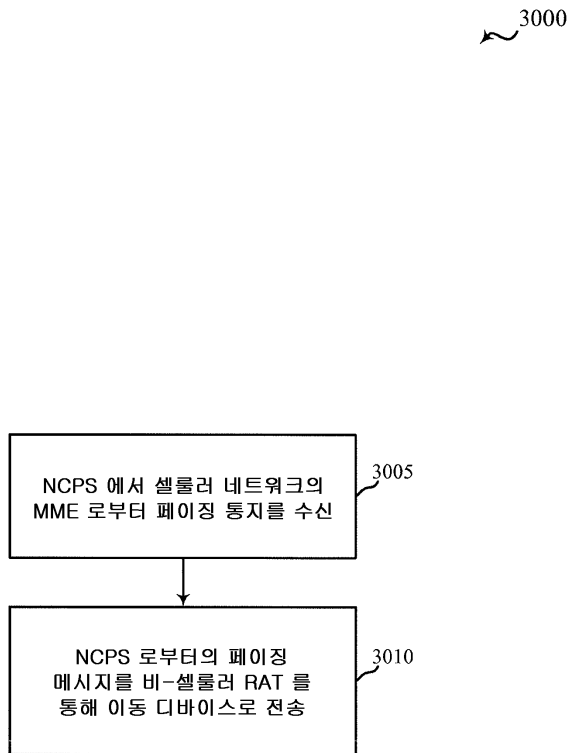 3000
NCPS 에서 셀룰러 네트워크의
MME 로부터 페이징 통지를 수신
3005
NCPS 로부터의 페이징
메시지를 비-셀룰러 RAT 를
통해 이동 디바이스로 전송
3010